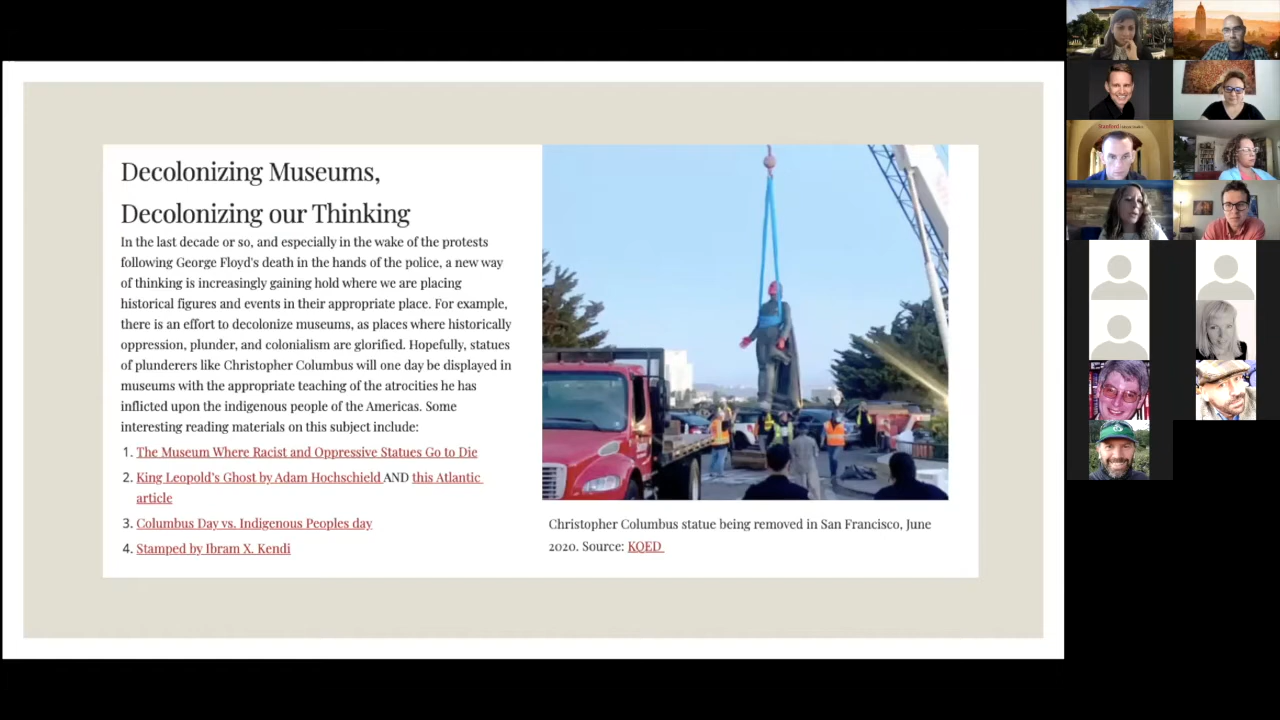 Decolonizing Museums,
Decolonizing our Thinking
In the last decade or so, and especially in the wake of the protests
following George Floyd's death in the hands of the police, a new way
of thinking is increasingly gaining hold where we are placing
historical figures and events in their appropriate place. For example,
there is an effort to decolonize museums, as places where historically
oppression, plunder, and colonialism are glorified. Hopefully, statues
of plunderers like Christopher Columbus will one day be displayed in
museums with the appropriate teaching of the atrocities he has
inflicted upon the indigenous people of the Americas. Some
interesting reading materials on this subject include:
1. The Museum Where Racist and Oppressive Statues Go to Die
2. King Leopold's Ghost by Adam Hochschield AND this Atlantic
article
3. Columbus Day vs. Indigenous Peoples day
4. Stamped by Ibram X. Kendi
Christopher Columbus statue being removed in San Francisco, June
2020. Source: KQED
Stanford